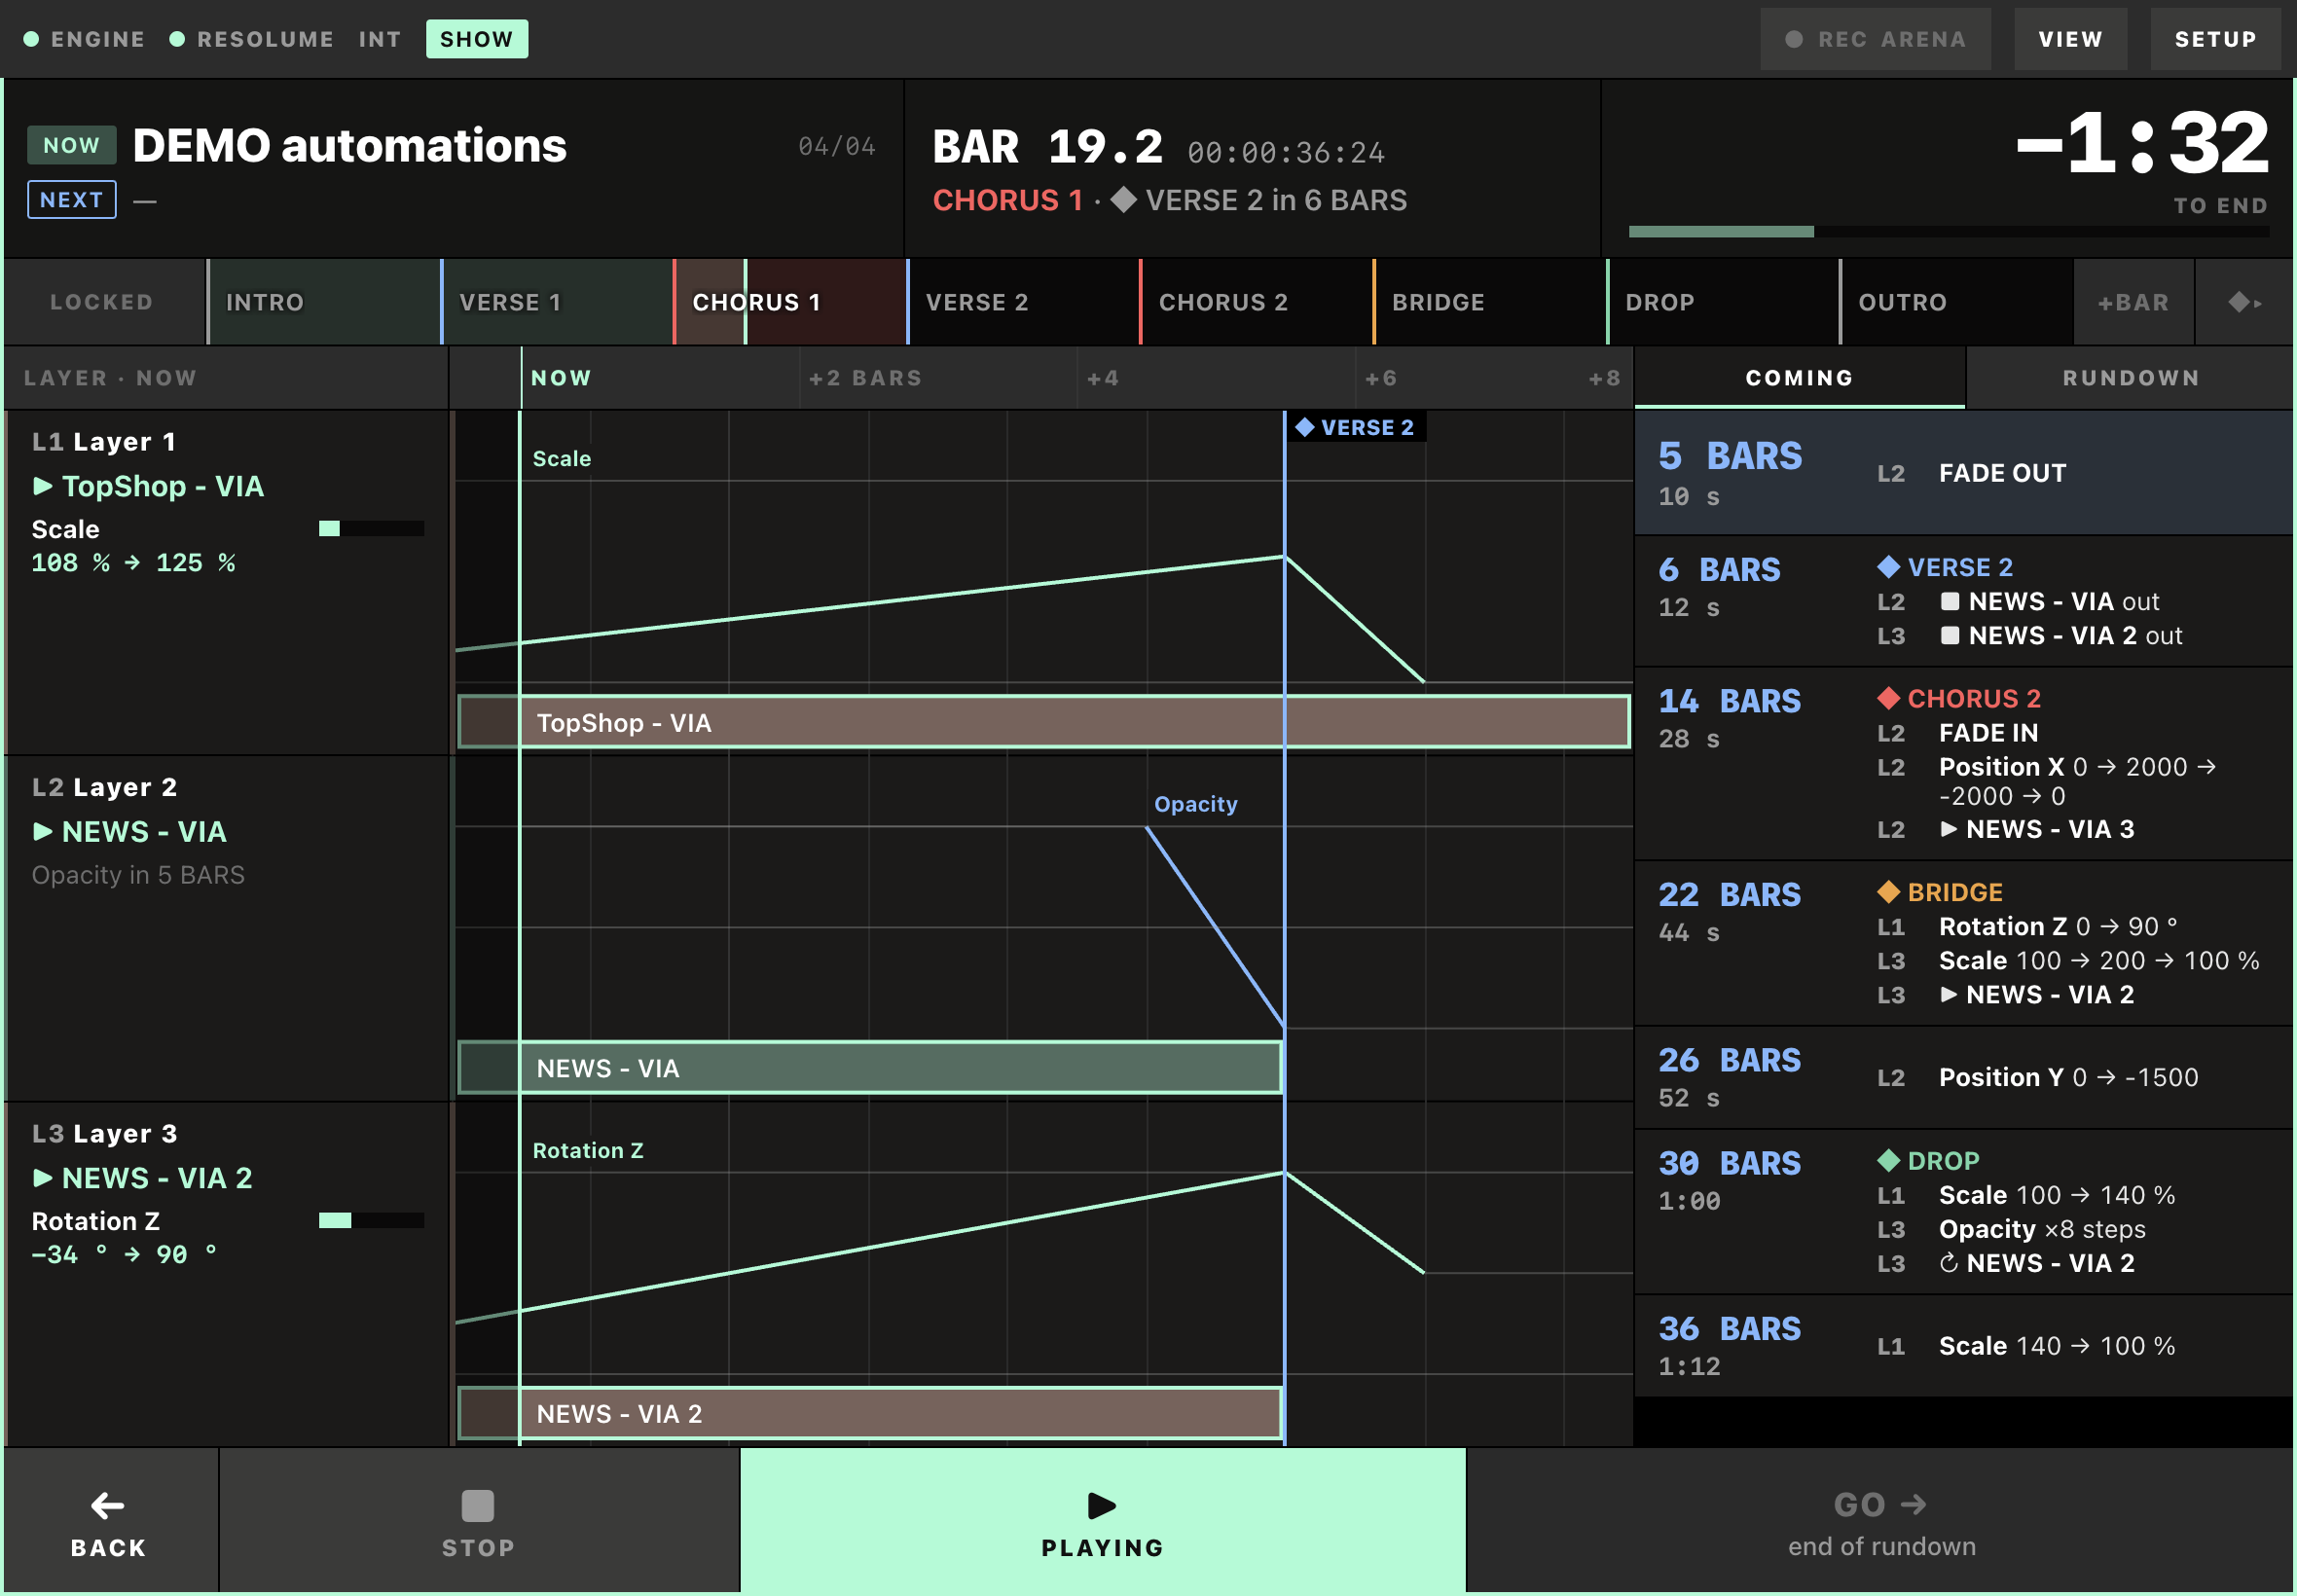 ENGINE RESOLUME INT SHOW REC ARENA VIEW SETUP
NOW DEMO automations 04/04
NEXT —
BAR 19.2 00:00:36:24
CHORUS 1 · ◆ VERSE 2 in 6 BARS
−1:32
TO END
LOCKED INTRO VERSE 1 CHORUS 1 VERSE 2 CHORUS 2 BRIDGE DROP OUTRO +BAR
LAYER · NOW NOW +2 BARS +4 +6 +8
L1 Layer 1
TopShop - VIA
Scale
108 % → 125 %
Scale
◆ VERSE 2
TopShop - VIA
L2 Layer 2
NEWS - VIA
Opacity in 5 BARS
Opacity
NEWS - VIA
L3 Layer 3
NEWS - VIA 2
Rotation Z
−34 ° → 90 °
Rotation Z
NEWS - VIA 2
COMING RUNDOWN
5 BARS
10 s
L2 FADE OUT
6 BARS
12 s
◆ VERSE 2
L2 NEWS - VIA out
L3 NEWS - VIA 2 out
14 BARS
28 s
◆ CHORUS 2
L2 FADE IN
L2 Position X 0 → 2000 →
-2000 → 0
L2 NEWS - VIA 3
22 BARS
44 s
◆ BRIDGE
L1 Rotation Z 0 → 90 °
L3 Scale 100 → 200 → 100 %
L3 NEWS - VIA 2
26 BARS
52 s
L2 Position Y 0 → -1500
30 BARS
1:00
◆ DROP
L1 Scale 100 → 140 %
L3 Opacity ×8 steps
L3 NEWS - VIA 2
36 BARS
1:12
L1 Scale 140 → 100 %
BACK
STOP
PLAYING
GO →
end of rundown